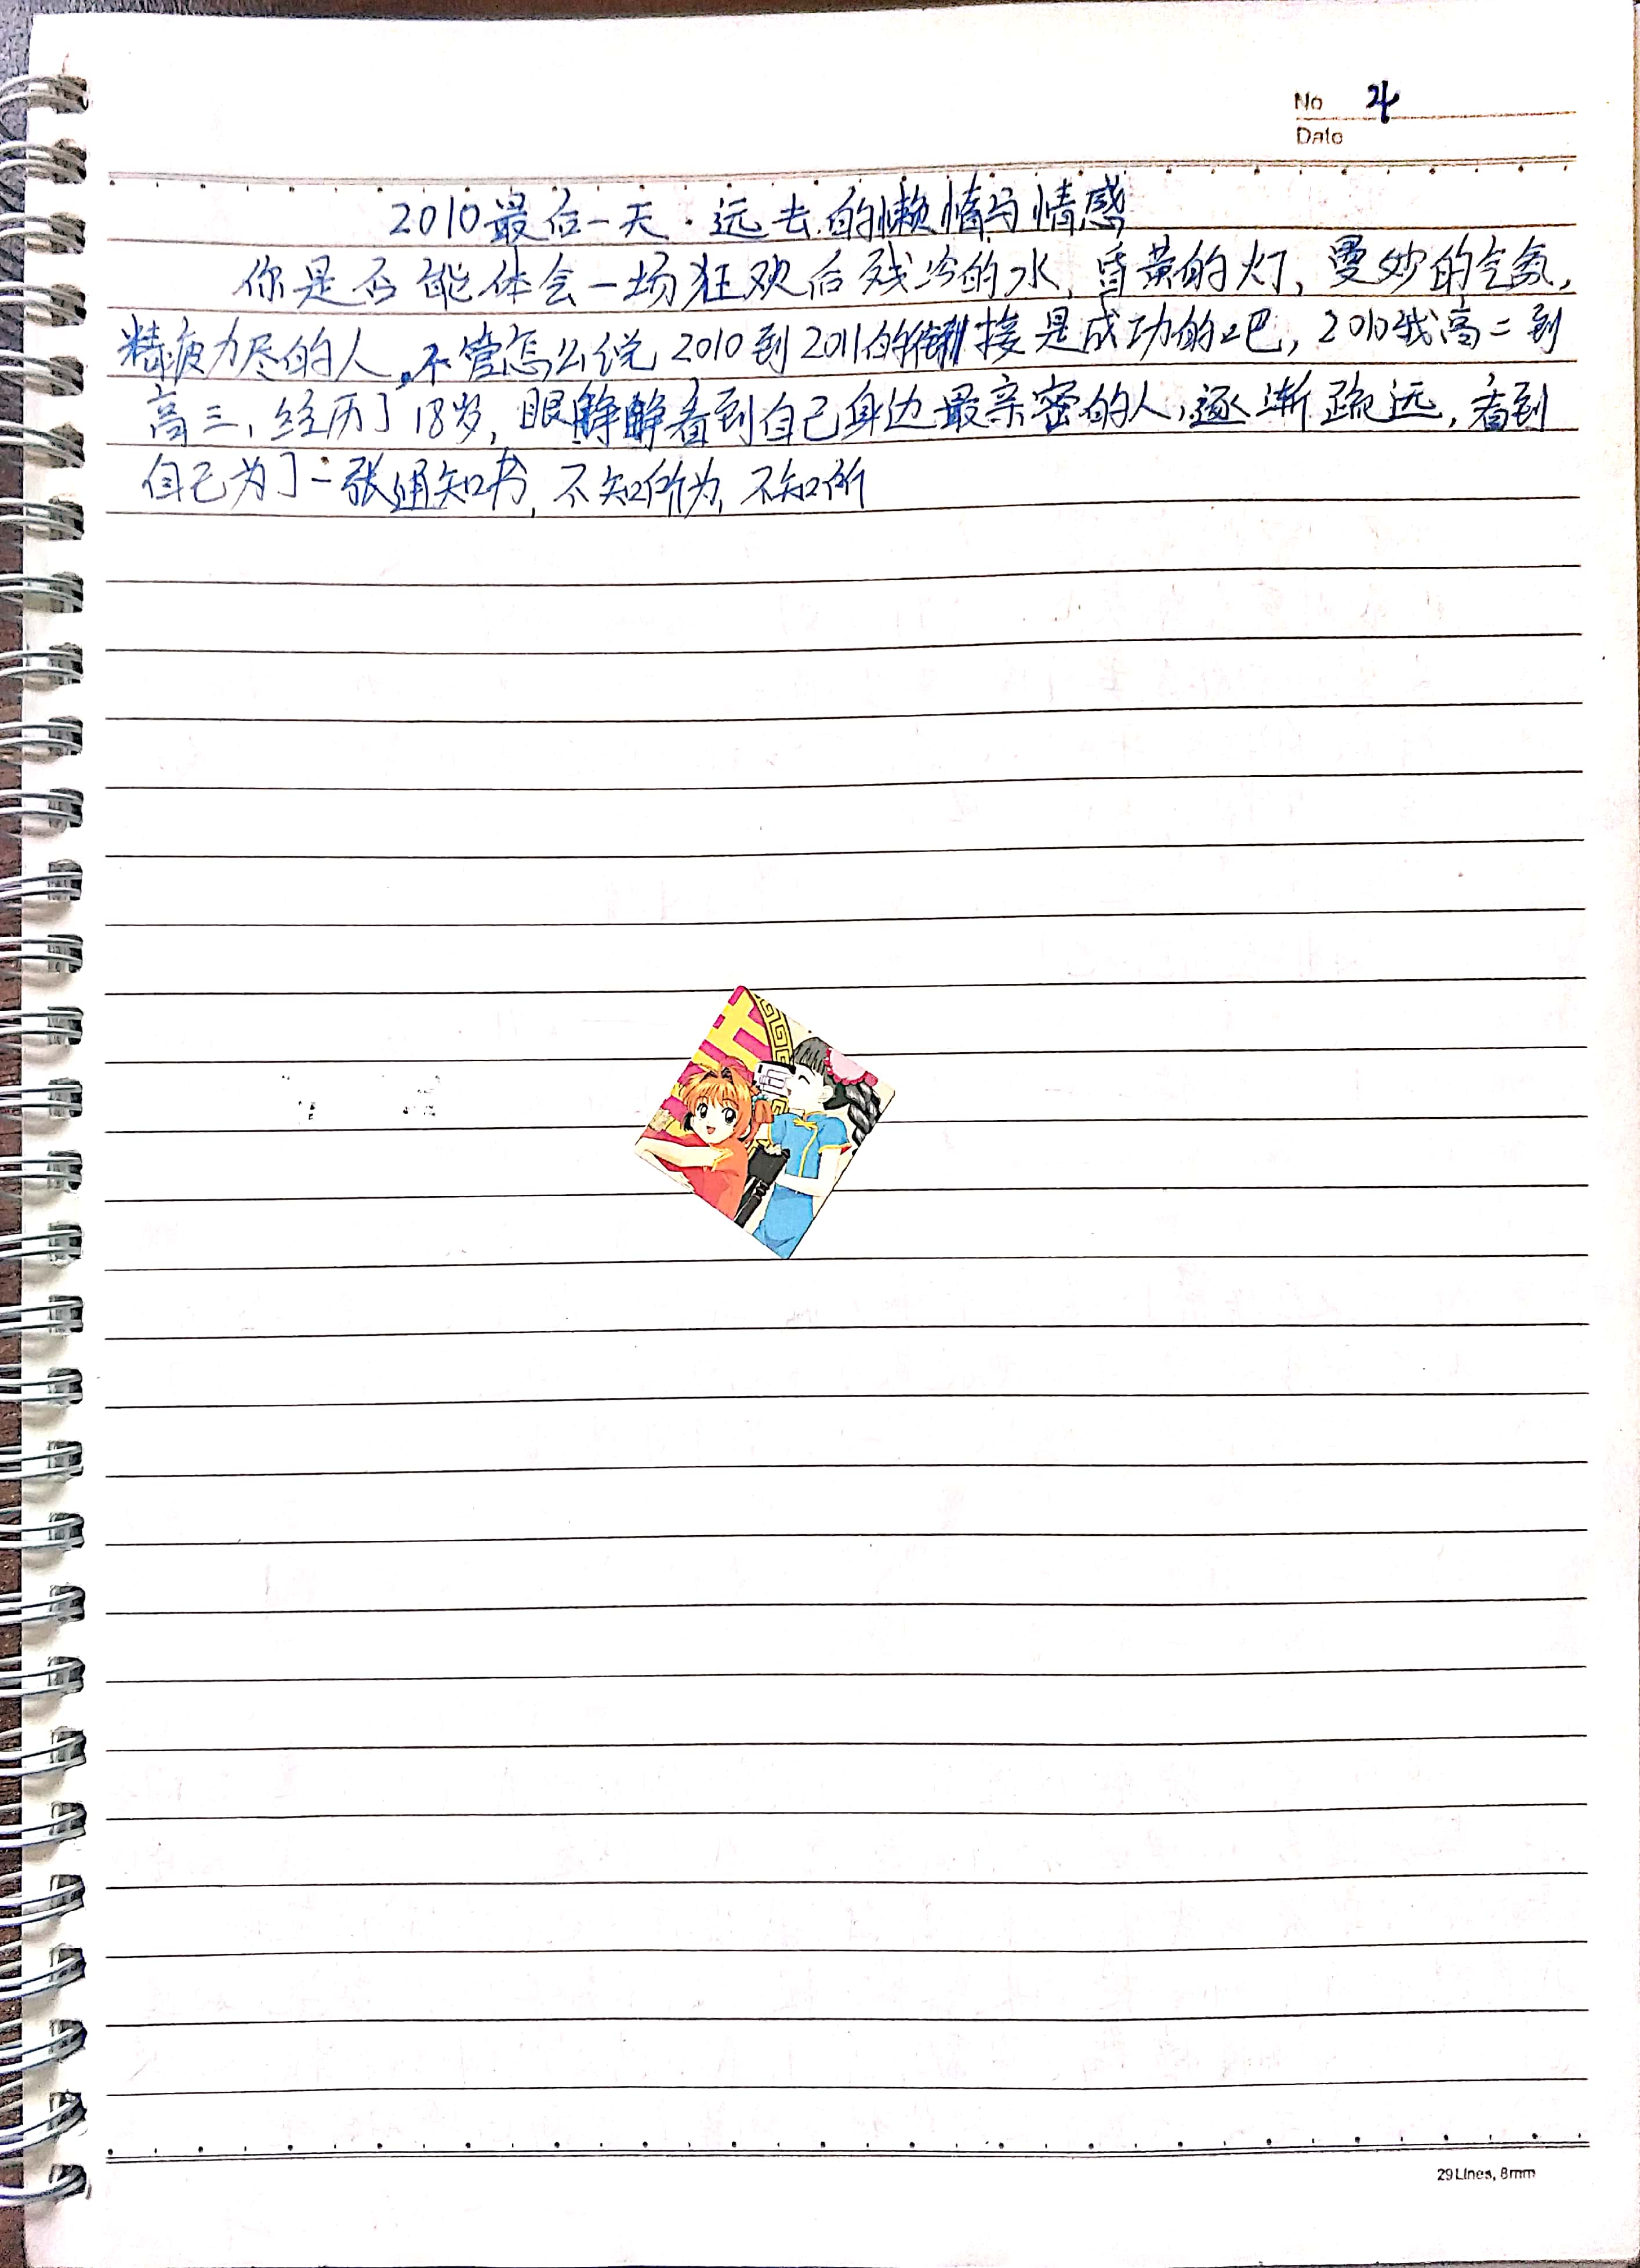 No 4
Date
2010最后一天·远去的懒惰与情感
你是否能体会一场狂欢后残冷的水,昏黄的灯,曼妙的气氛,
精疲力尽的人。不管怎么说2010到2011的衔接是成功的吧,2010我高二到
高三,经历了18岁,眼睁睁看到自己身边最亲密的人,逐渐疏远,看到
自己为了一张通知书,不知所为,不知所
29Lines, 8mm